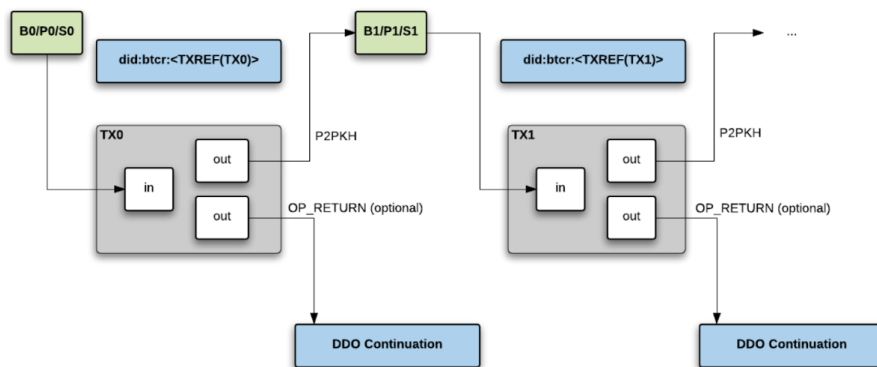 B0/P0/S0
B1/P1/S1
...
did:btcr:<TXREF(TX0)>
did:btcr:<TXREF(TX1)>
TX0
out
P2PKH
in
out
OP_RETURN (optional)
TX1
out
P2PKH
in
out
OP_RETURN (optional)
DDO Continuation
DDO Continuation